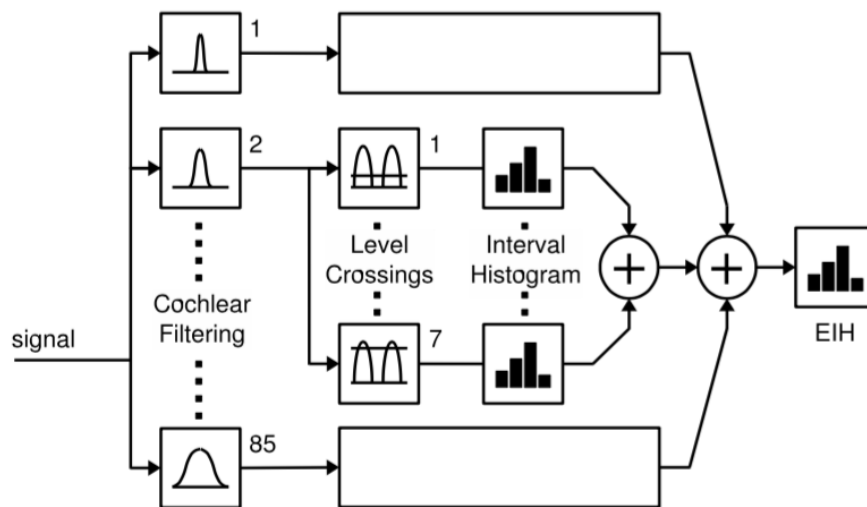 1
2
1
Level
Crossings
Interval
Histogram
Cochlear
Filtering
signal
7
EIH
85